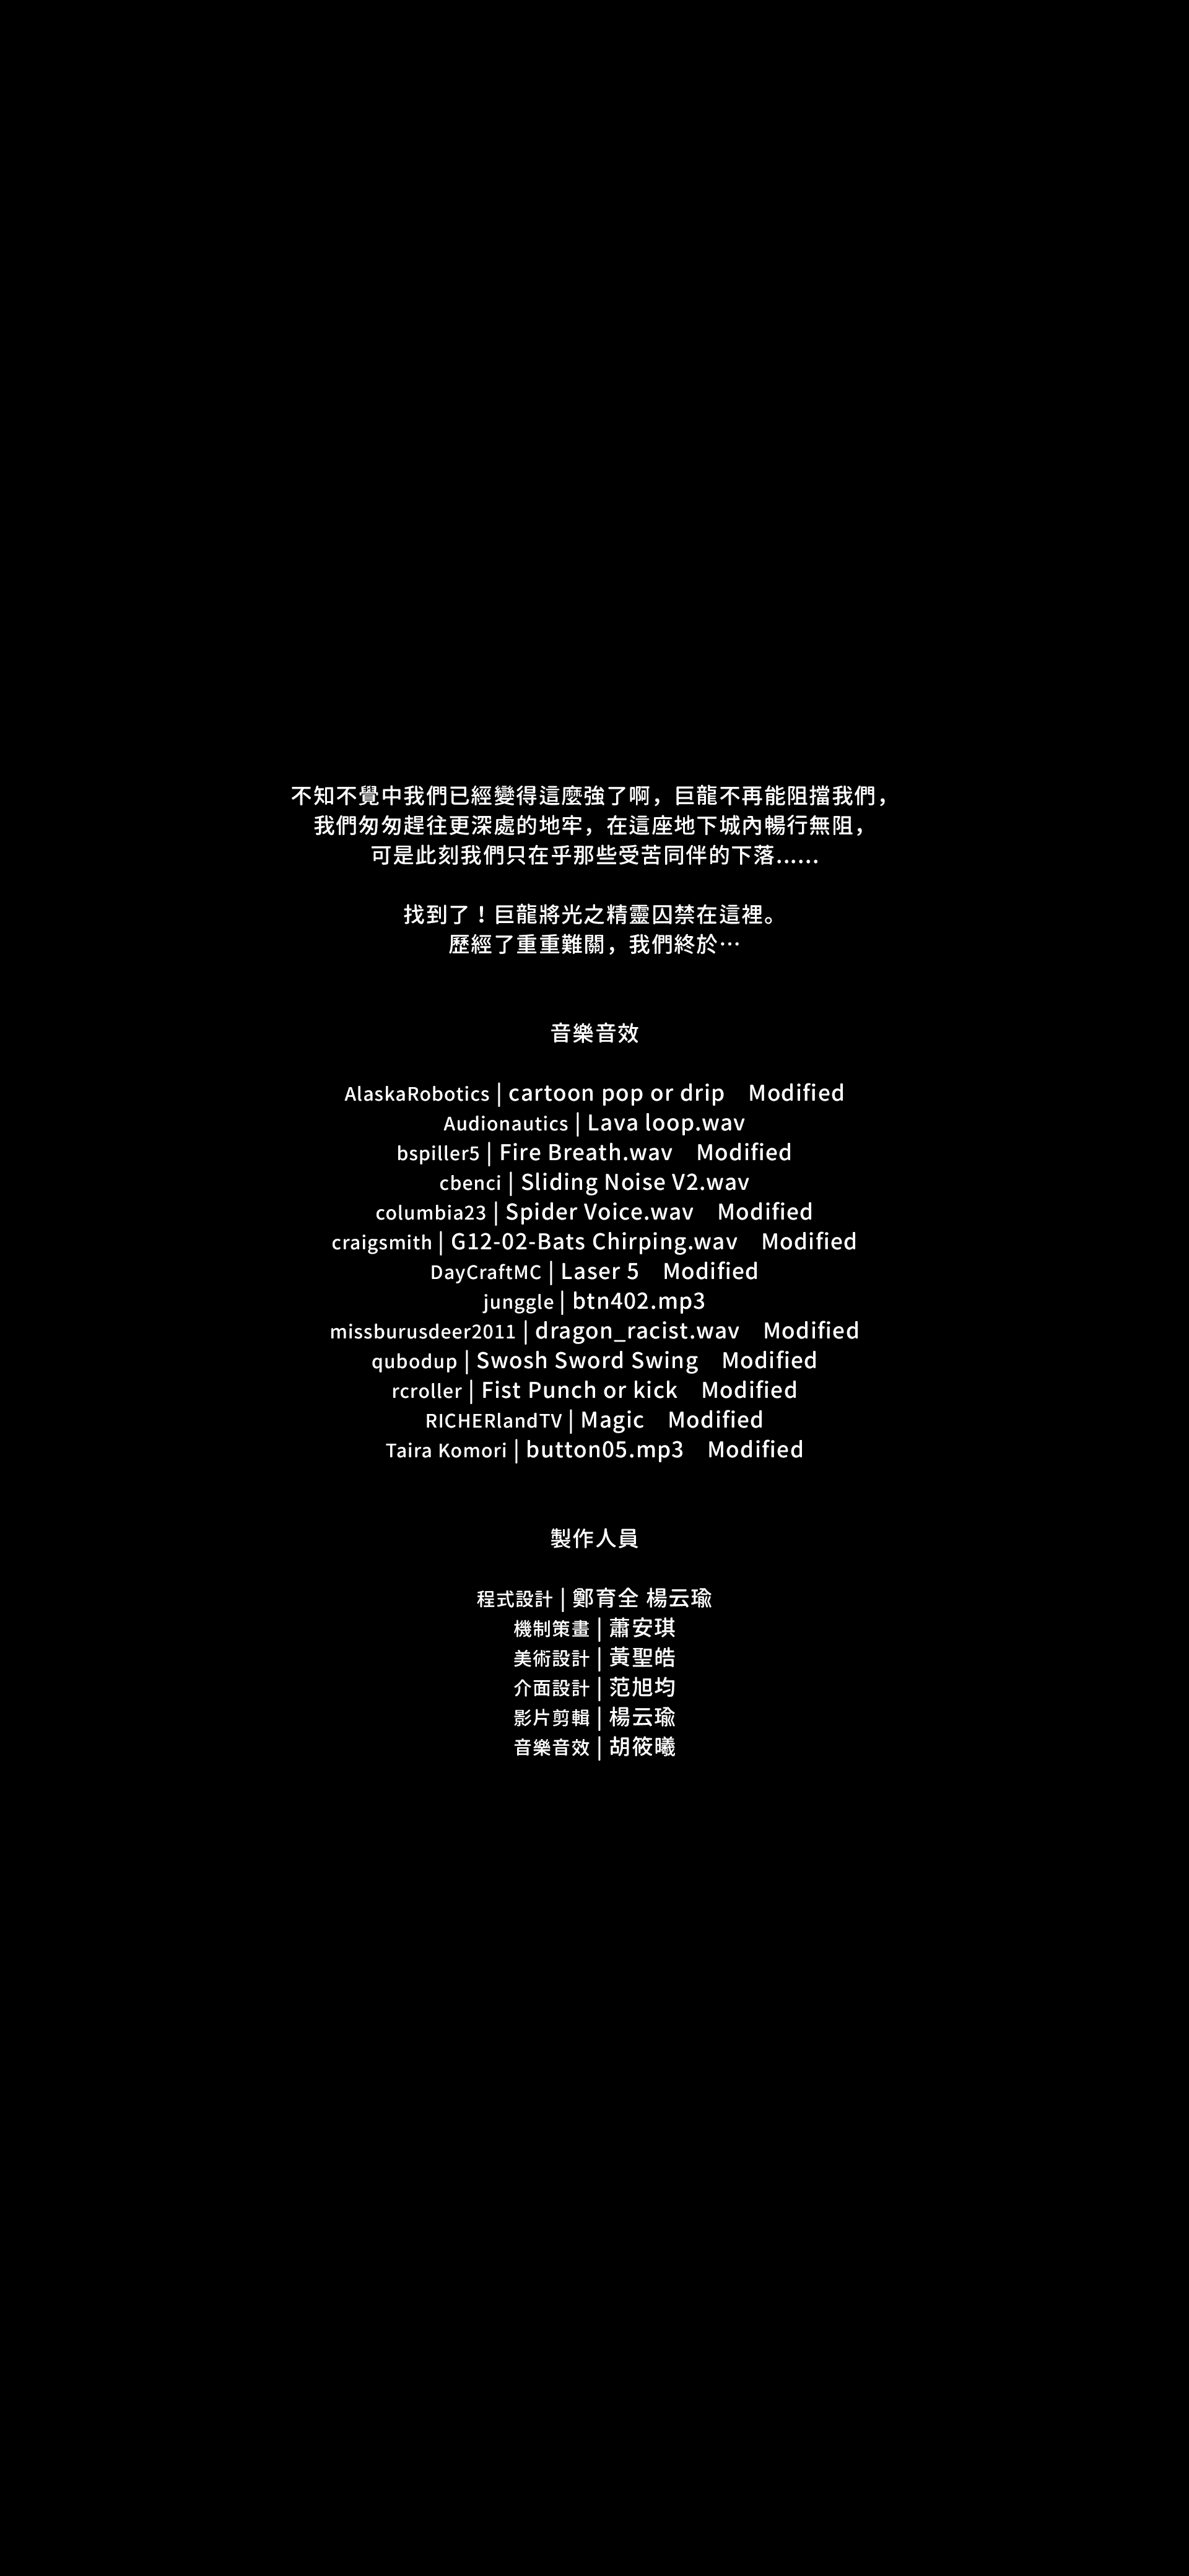 不知不覺中我們已經變得這麼強了啊，巨龍不再能阻擋我們，
我們匆匆趕往更深處的地牢，在這座地下城內暢行無阻，
可是此刻我們只在乎那些受苦同伴的下落......
找到了！巨龍將光之精靈囚禁在這裡。
歷經了重重難關，我們終於…
音樂音效
AlaskaRobotics | cartoon pop or drip　Modified
Audionautics | Lava loop.wav
bspiller5 | Fire Breath.wav　Modified
cbenci | Sliding Noise V2.wav
columbia23 | Spider Voice.wav　Modified
craigsmith | G12-02-Bats Chirping.wav　Modified
DayCraftMC | Laser 5　Modified
junggle | btn402.mp3
missburusdeer2011 | dragon_racist.wav　Modified
qubodup | Swosh Sword Swing　Modified
rcroller | Fist Punch or kick　Modified
RICHERlandTV | Magic　Modified
Taira Komori | button05.mp3　Modified
製作人員
程式設計 | 鄭育全 楊云瑜
機制策畫 | 蕭安琪
美術設計 | 黃聖皓
介面設計 | 范旭均
影片剪輯 | 楊云瑜
音樂音效 | 胡筱曦